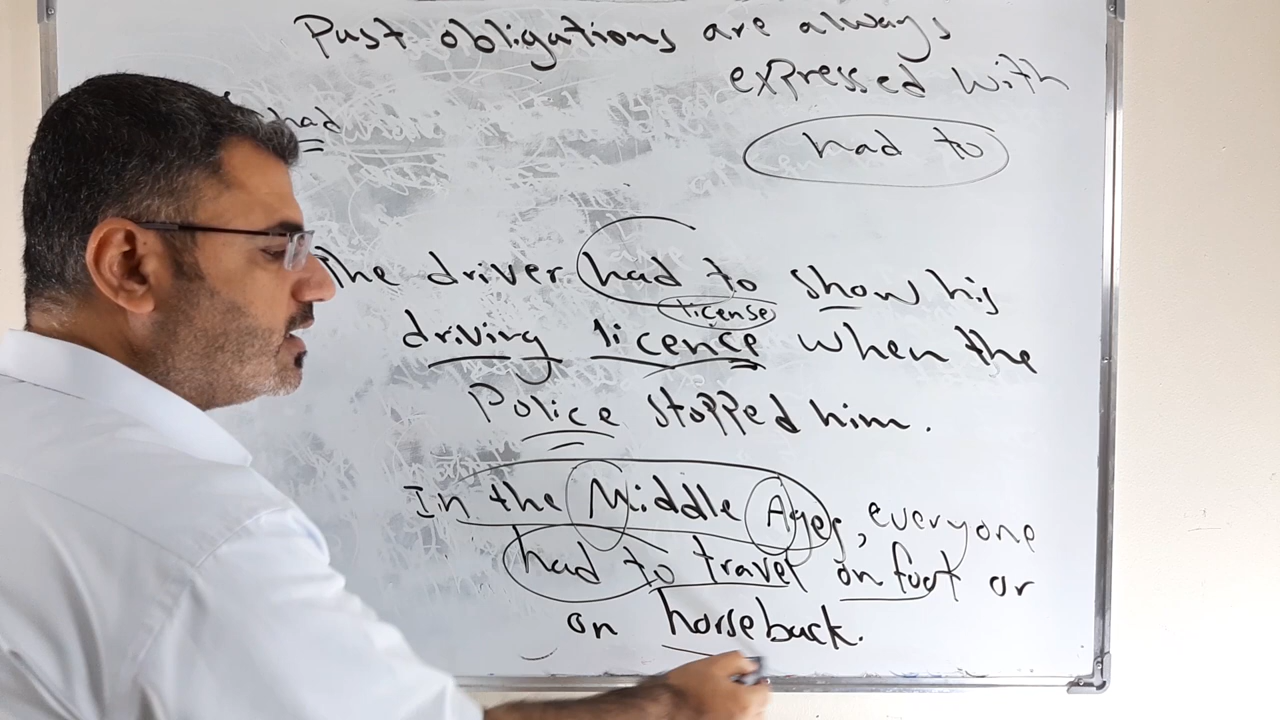 Past obligations are always
expressed with
had
had to
The driver had to show his
license
driving licence when the
Police stopped him.
In the Middle Ages, everyone
had to travel on foot or
on horseback.